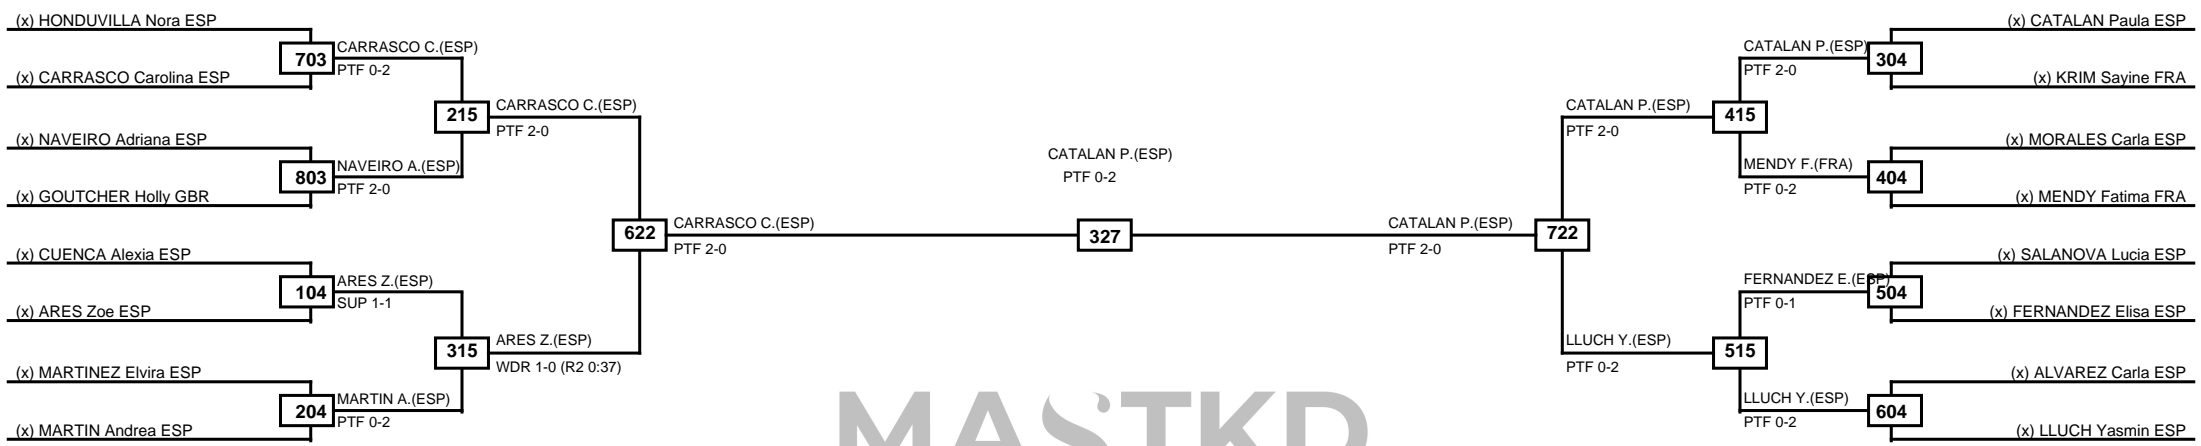 (x) HONDUVILLA Nora ESP
703
CARRASCO C.(ESP)
PTF 0-2
(x) CARRASCO Carolina ESP
215
CARRASCO C.(ESP)
PTF 2-0
(x) NAVEIRO Adriana ESP
803
NAVEIRO A.(ESP)
PTF 2-0
(x) GOUTCHER Holly GBR
622
CARRASCO C.(ESP)
PTF 2-0
(x) CUENCA Alexia ESP
104
ARES Z.(ESP)
SUP 1-1
(x) ARES Zoe ESP
315
ARES Z.(ESP)
WDR 1-0 (R2 0:37)
(x) MARTINEZ Elvira ESP
204
MARTIN A.(ESP)
PTF 0-2
(x) MARTIN Andrea ESP
CATALAN P.(ESP)
PTF 0-2
327
(x) CATALAN Paula ESP
CATALAN P.(ESP)
304
PTF 2-0
(x) KRIM Sayine FRA
CATALAN P.(ESP)
415
PTF 2-0
(x) MORALES Carla ESP
MENDY F.(FRA)
404
PTF 0-2
(x) MENDY Fatima FRA
CATALAN P.(ESP)
722
PTF 2-0
(x) SALANOVA Lucia ESP
FERNANDEZ E.(ESP)
504
PTF 0-1
(x) FERNANDEZ Elisa ESP
LLUCH Y.(ESP)
515
PTF 0-2
(x) ALVAREZ Carla ESP
LLUCH Y.(ESP)
604
PTF 0-2
(x) LLUCH Yasmin ESP
MASTKD